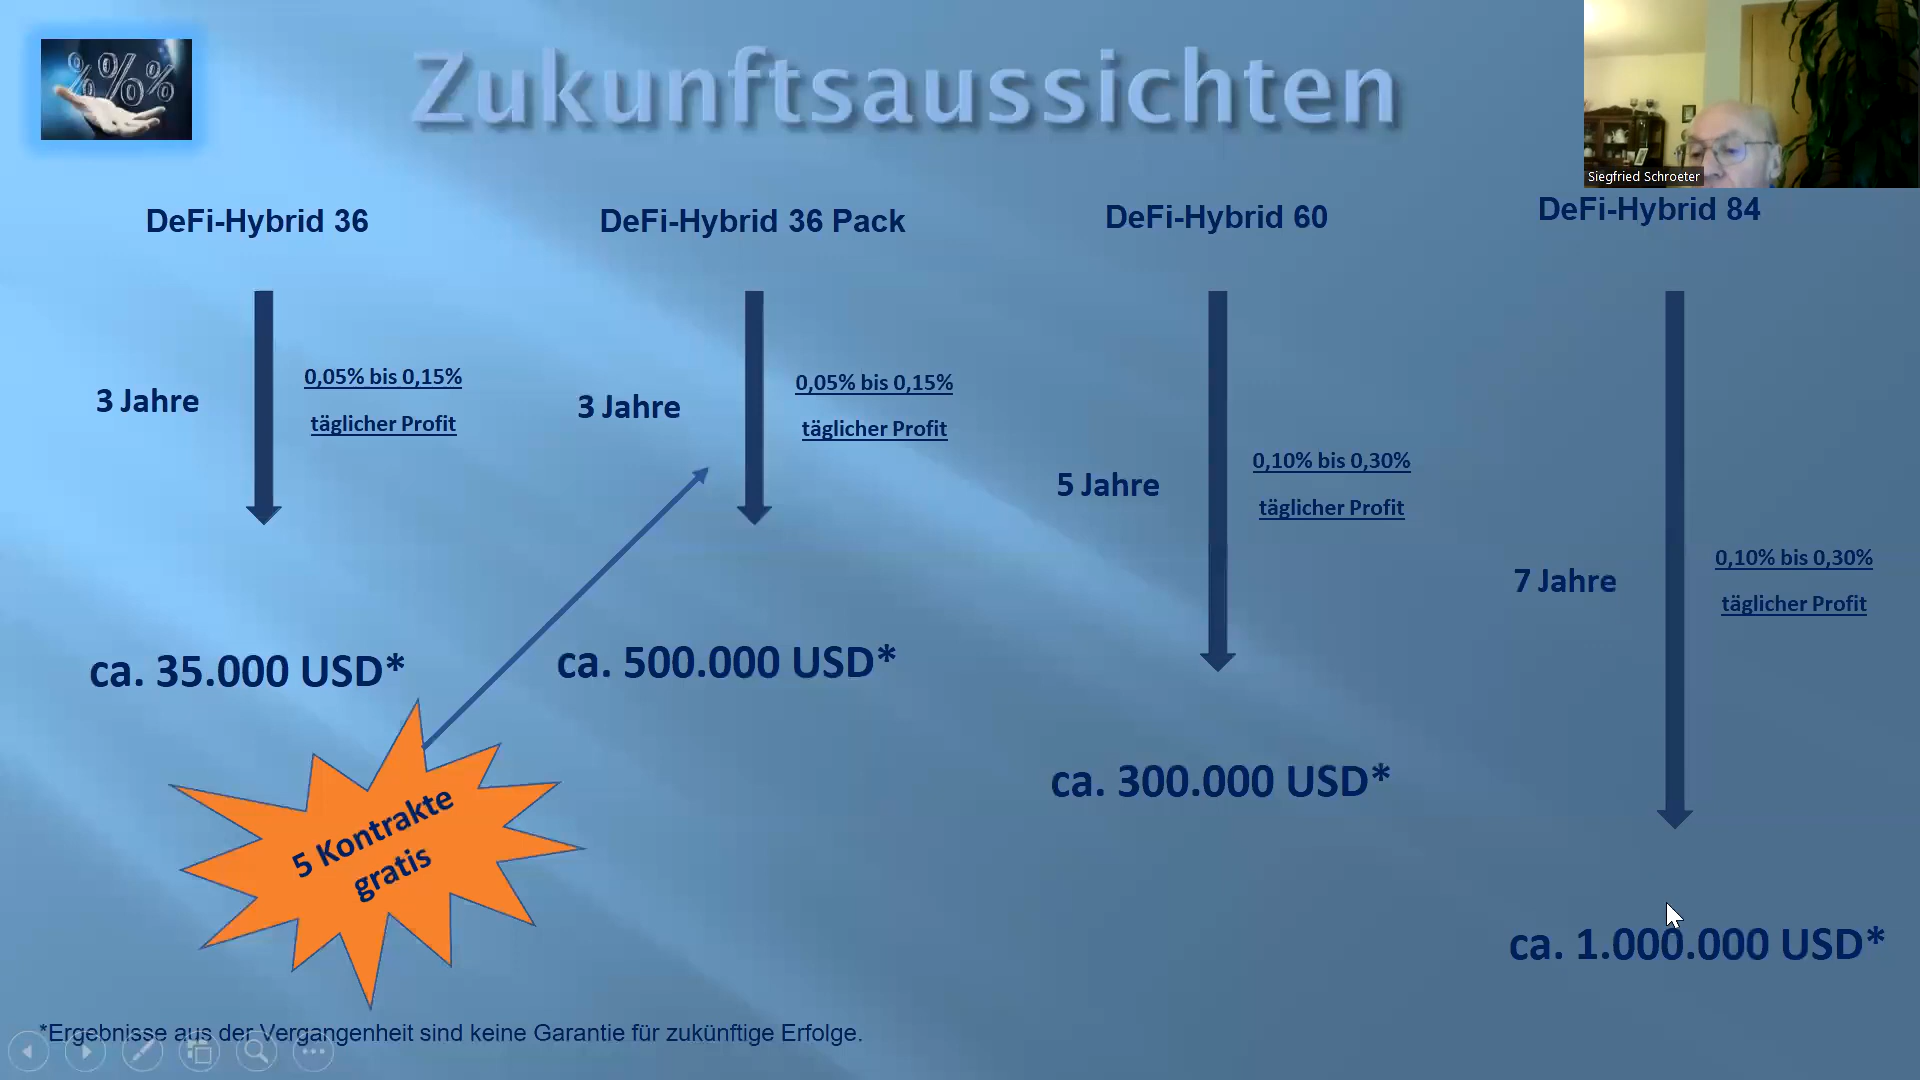 %%%
Zukunftsaussichten
Siegfried Schroeter
DeFi-Hybrid 36
DeFi-Hybrid 36 Pack
DeFi-Hybrid 60
DeFi-Hybrid 84
3 Jahre
0,05% bis 0,15%
täglicher Profit
3 Jahre
0,05% bis 0,15%
täglicher Profit
5 Jahre
0,10% bis 0,30%
täglicher Profit
7 Jahre
0,10% bis 0,30%
täglicher Profit
ca. 35.000 USD*
ca. 500.000 USD*
ca. 300.000 USD*
ca. 1.000.000 USD*
5 Kontrakte
gratis
*Ergebnisse aus der Vergangenheit sind keine Garantie für zukünftige Erfolge.